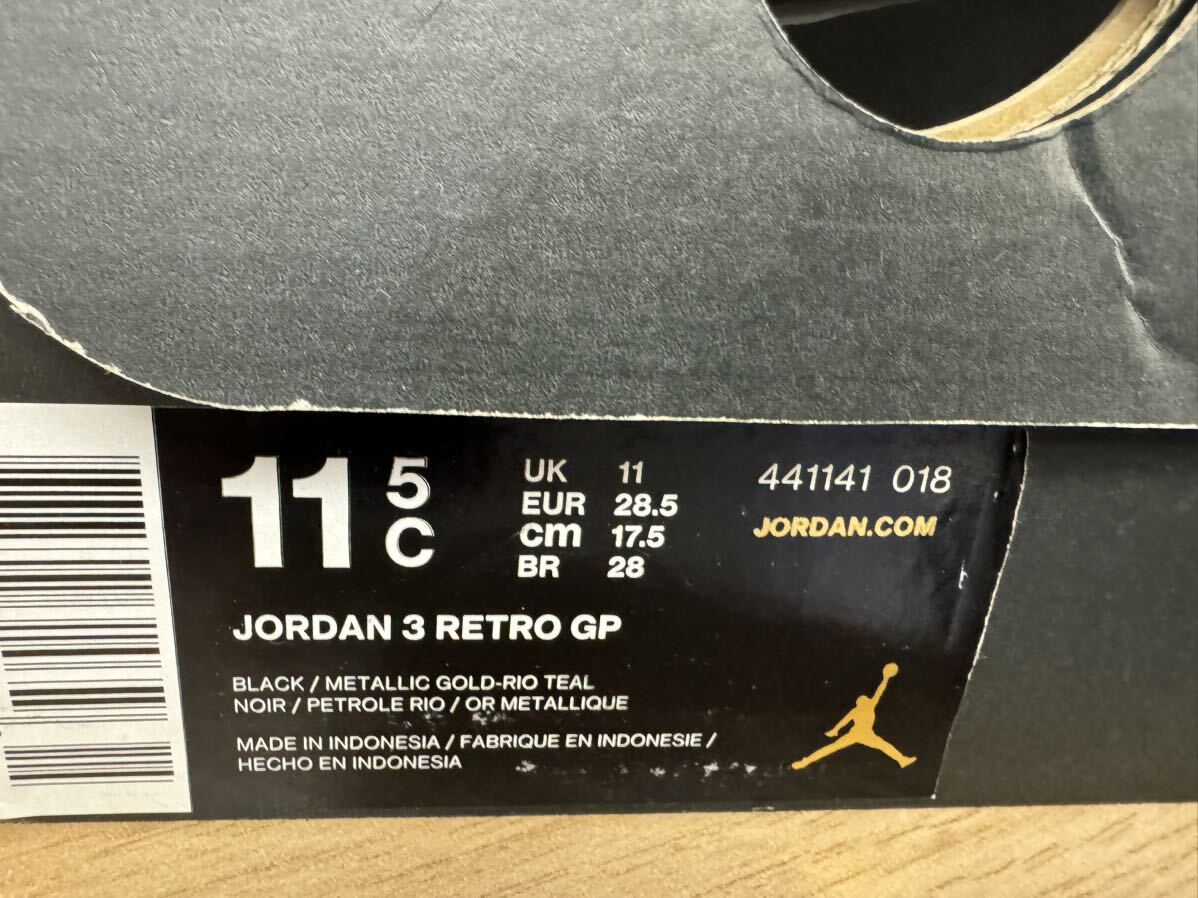 11 5 C
UK 11
EUR 28.5
cm 17.5
BR 28
441141 018
JORDAN.COM
JORDAN 3 RETRO GP
BLACK / METALLIC GOLD-RIO TEAL
NOIR / PETROLE RIO / OR METALLIQUE
MADE IN INDONESIA / FABRIQUE EN INDONESIE /
HECHO EN INDONESIA